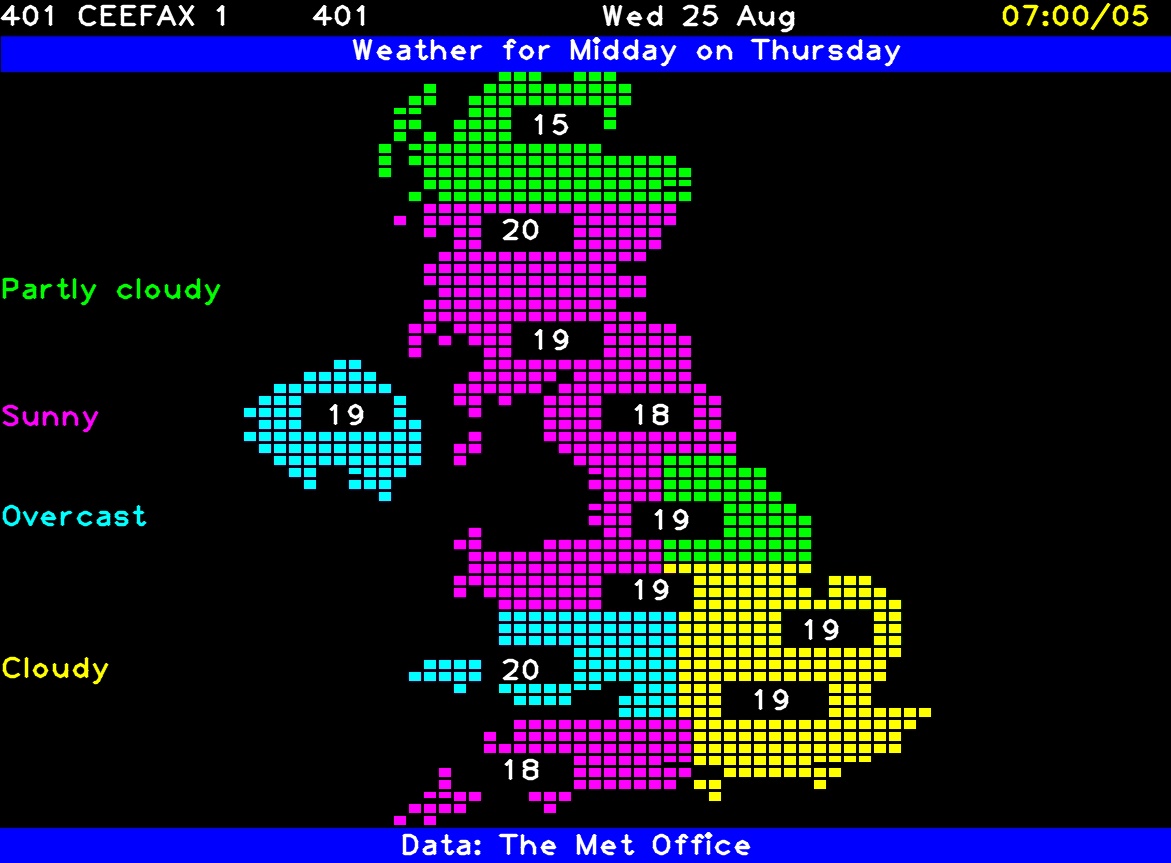 401 CEEFAX 1 401 Wed 25 Aug 07:00/05
Weather for Midday on Thursday
15
20
Partly cloudy
19
Sunny 19 18
Overcast 19
19
19
Cloudy 20
19
18
Data: The Met Office